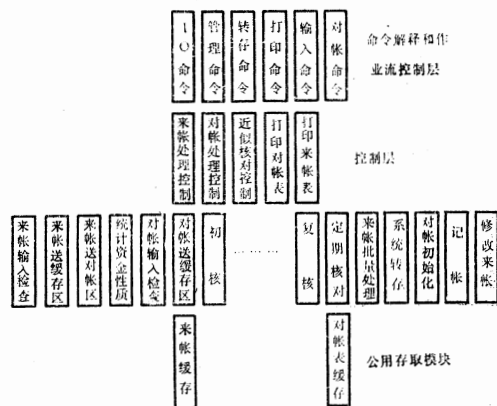 IO命令
管理命令
转存命令
打印命令
输入命令
对帐命令
命令解释和作
业流控制层
来帐处理控制
对帐处理控制
近似核对控制
打印对帐表
打印来帐表
控制层
来帐输入检查
来帐送缓存区
来帐送对帐区
统计资金性质
对帐输入检查
对帐送缓存区
初核
……
复核
定期核对
来帐批量处理
系统转存
对帐初始化
记帐
修改来帐
来帐缓存
对帐表缓存
公用存取模块